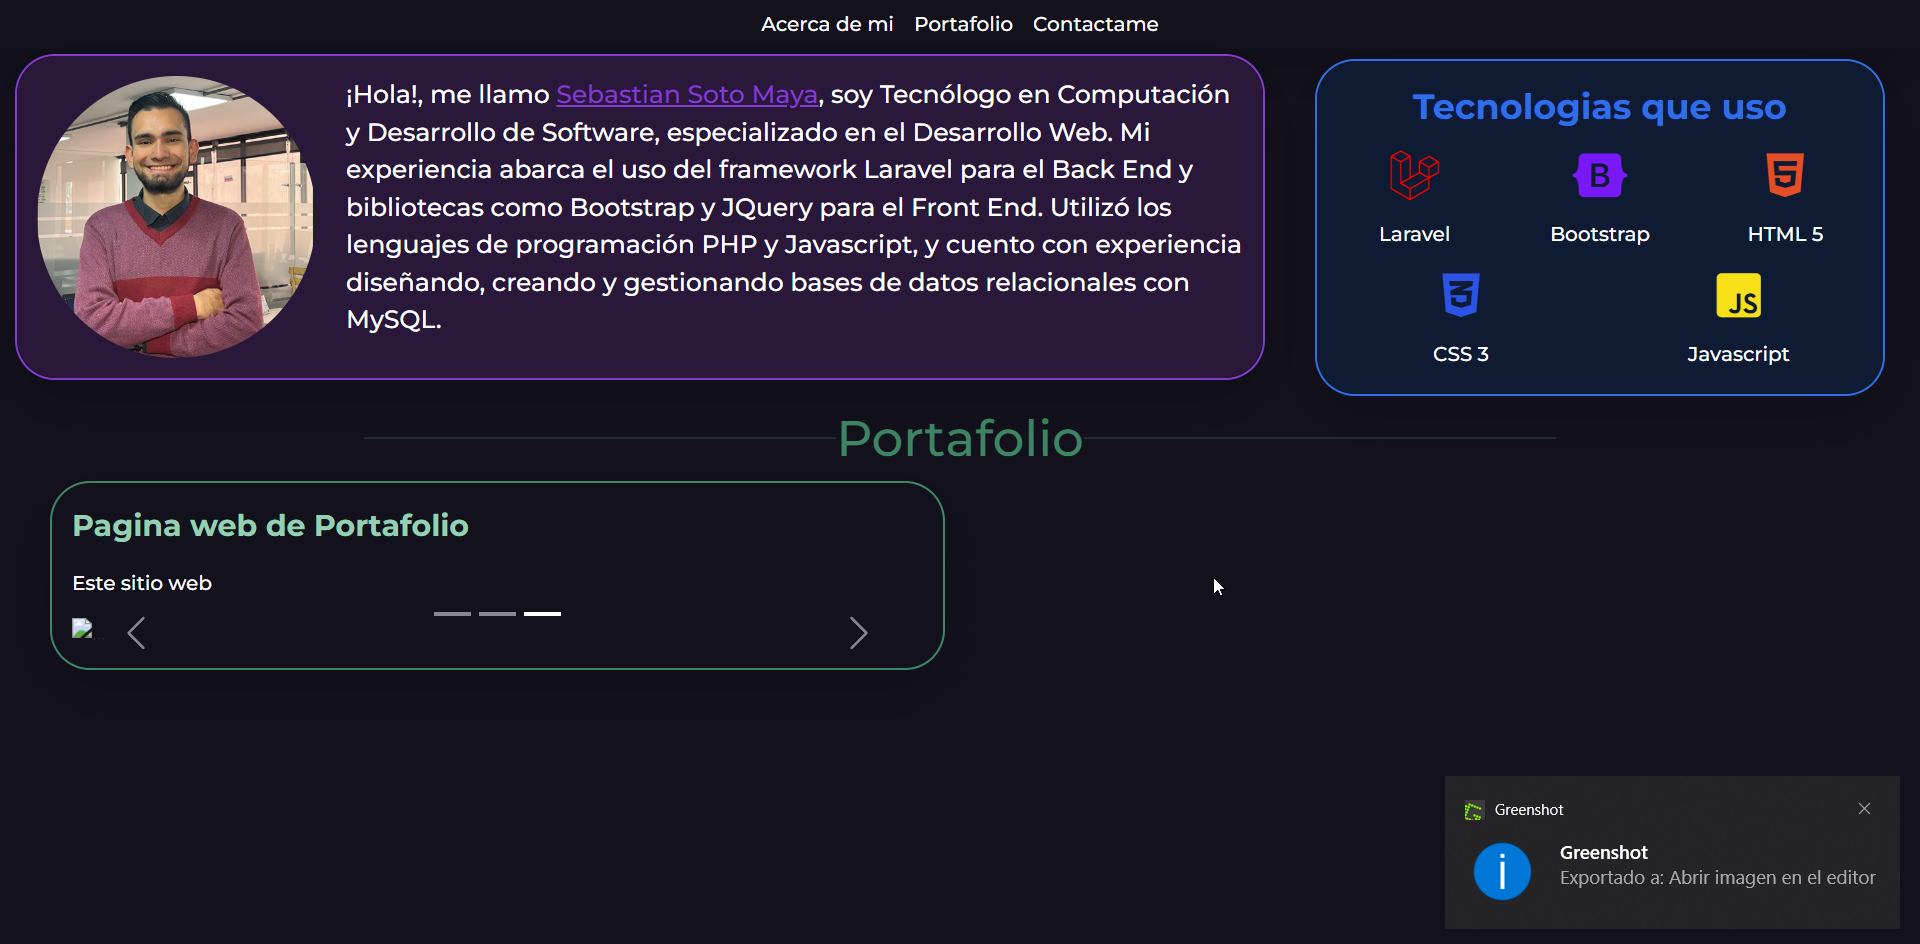 Acerca de mi Portafolio Contactame
¡Hola!, me llamo Sebastian Soto Maya, soy Tecnólogo en Computación
y Desarrollo de Software, especializado en el Desarrollo Web. Mi
experiencia abarca el uso del framework Laravel para el Back End y
bibliotecas como Bootstrap y JQuery para el Front End. Utilizó los
lenguajes de programación PHP y Javascript, y cuento con experiencia
diseñando, creando y gestionando bases de datos relacionales con
MySQL.
Tecnologias que uso
B
5
Laravel Bootstrap HTML 5
3
JS
CSS 3 Javascript
Portafolio
Pagina web de Portafolio
Este sitio web
...
Greenshot
Greenshot
Exportado a: Abrir imagen en el editor